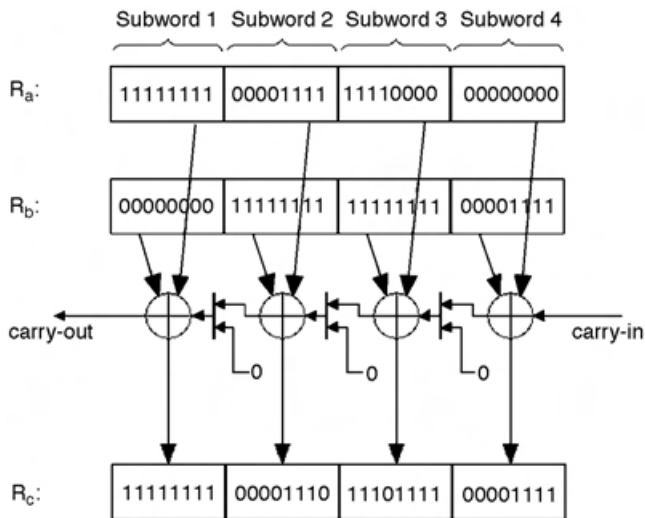 Subword 1 Subword 2 Subword 3 Subword 4
Ra: 11111111 00001111 11110000 00000000
Rb: 00000000 11111111 11111111 00001111
carry-out carry-in
0 0 0
Rc: 11111111 00001110 11101111 00001111